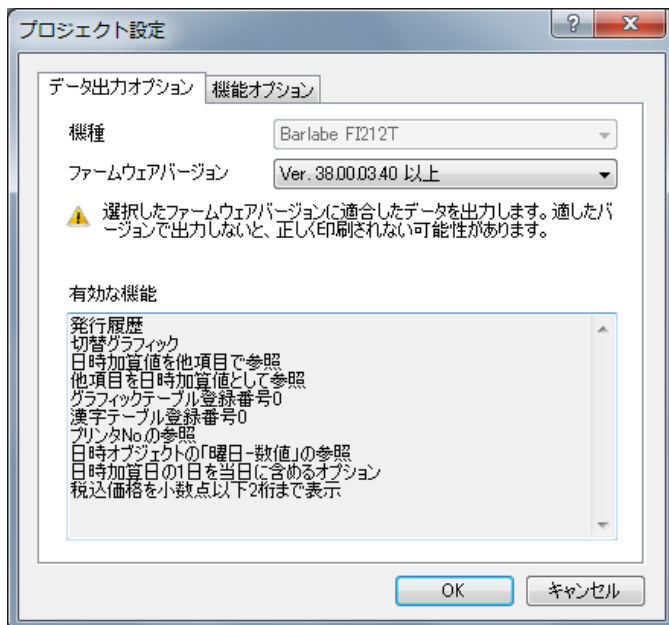 プロジェクト設定
データ出力オプション 機能オプション
機種 Barlabe FI212T
ファームウェアバージョン Ver. 38.00.03.40 以上
選択したファームウェアバージョンに適合したデータを出力します。適したバ
ージョンで出力しないと、正しく印刷されない可能性があります。
有効な機能
発行履歴
切替グラフィック
日時加算値を他項目で参照
他項目を日時加算値として参照
グラフィックテーブル登録番号0
漢字テーブル登録番号0
プリンタNo.の参照
日時オブジェクトの「曜日-数値」の参照
日時加算日の1日を当日に含めるオプション
税込価格を小数点以下2桁まで表示
OK キャンセル